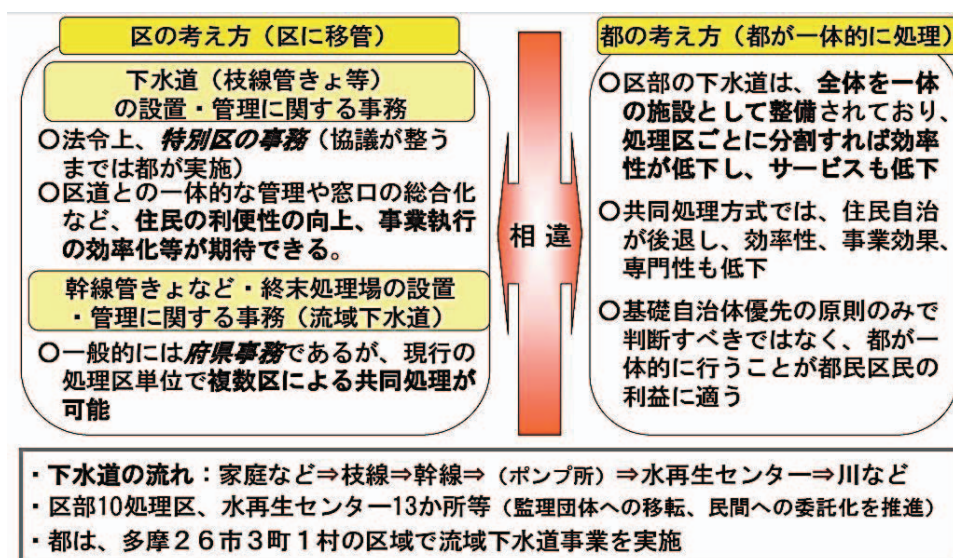 区の考え方（区に移管）
下水道（枝線管きょ等）
の設置・管理に関する事務
○法令上、特別区の事務（協議が整う
までは都が実施）
○区道との一体的な管理や窓口の総合化
など、住民の利便性の向上、事業執行
の効率化等が期待できる。
幹線管きょなど・終末処理場の設置
・管理に関する事務（流域下水道）
○一般的には府県事務であるが、現行の
処理区単位で複数区による共同処理が
可能
相違
都の考え方（都が一体的に処理）
○区部の下水道は、全体を一体
の施設として整備されており、
処理区ごとに分割すれば効率
性が低下し、サービスも低下
○共同処理方式では、住民自治
が後退し、効率性、事業効果、
専門性も低下
○基礎自治体優先の原則のみで
判断すべきではなく、都が一
体的に行うことが都民区民の
利益に適う
・下水道の流れ：家庭など⇒枝線⇒幹線⇒（ポンプ所）⇒水再生センター⇒川など
・区部10処理区、水再生センター13か所等（監理団体への移転、民間への委託化を推進）
・都は、多摩２６市３町１村の区域で流域下水道事業を実施